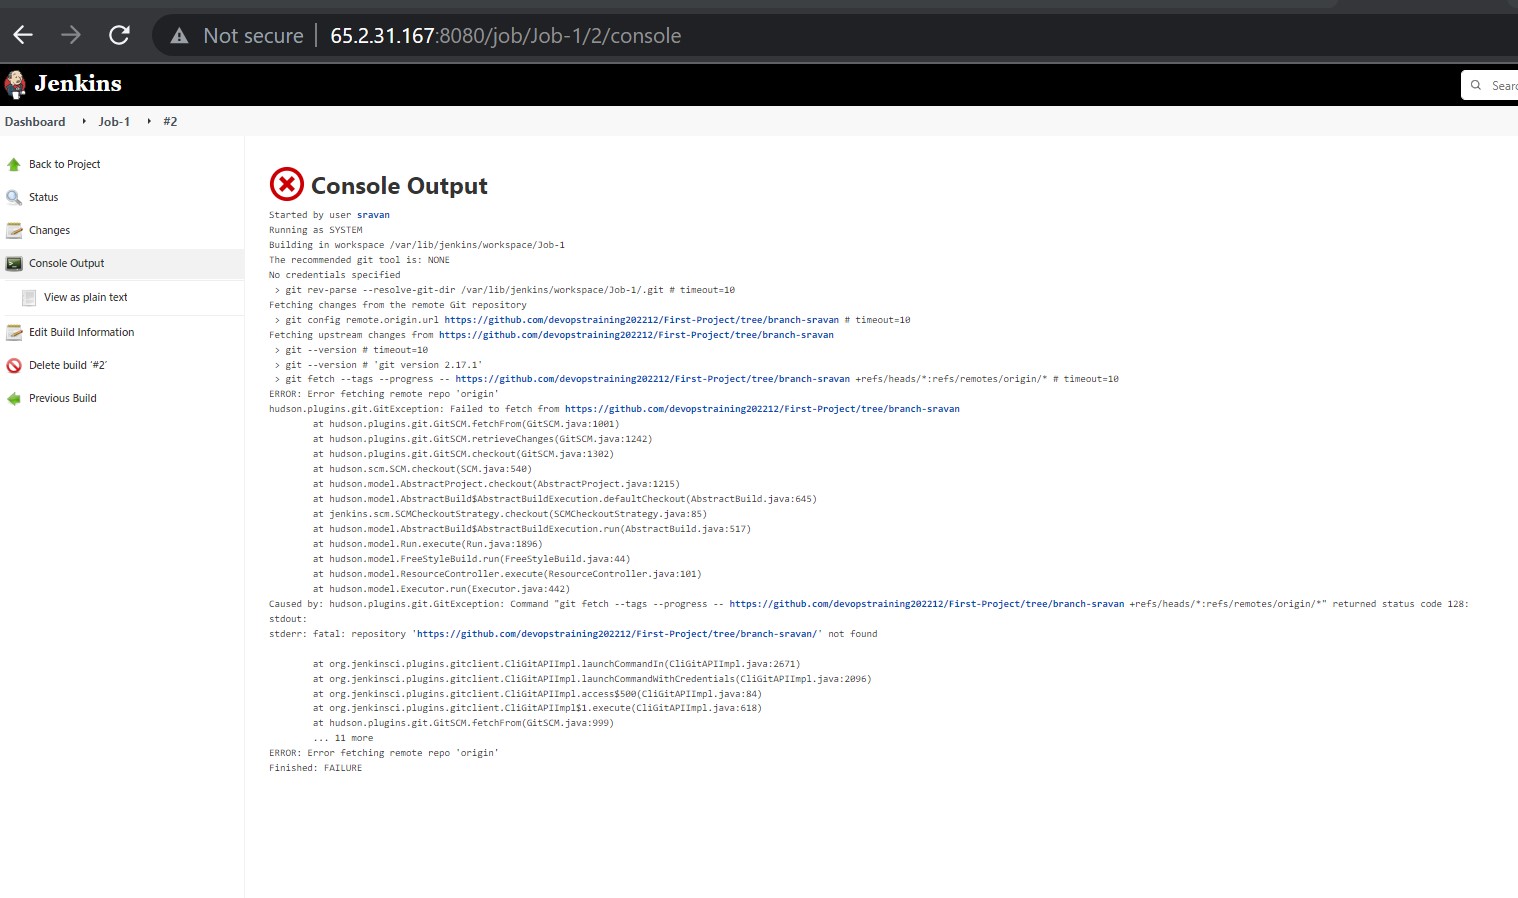 Not secure | 65.2.31.167:8080/job/Job-1/2/console
Jenkins
Searc
Dashboard Job-1 #2
Back to Project
Status
Changes
Console Output
View as plain text
Edit Build Information
Delete build '#2'
Previous Build
Console Output
Started by user sravan
Running as SYSTEM
Building in workspace /var/lib/jenkins/workspace/Job-1
The recommended git tool is: NONE
No credentials specified
> git rev-parse --resolve-git-dir /var/lib/jenkins/workspace/Job-1/.git # timeout=10
Fetching changes from the remote Git repository
> git config remote.origin.url https://github.com/devopstraining202212/First-Project/tree/branch-sravan # timeout=10
Fetching upstream changes from https://github.com/devopstraining202212/First-Project/tree/branch-sravan
> git --version # timeout=10
> git --version # 'git version 2.17.1'
> git fetch --tags --progress -- https://github.com/devopstraining202212/First-Project/tree/branch-sravan +refs/heads/*:refs/remotes/origin/* # timeout=10
ERROR: Error fetching remote repo 'origin'
hudson.plugins.git.GitException: Failed to fetch from https://github.com/devopstraining202212/First-Project/tree/branch-sravan
at hudson.plugins.git.GitSCM.fetchFrom(GitSCM.java:1001)
at hudson.plugins.git.GitSCM.retrieveChanges(GitSCM.java:1242)
at hudson.plugins.git.GitSCM.checkout(GitSCM.java:1302)
at hudson.scm.SCM.checkout(SCM.java:540)
at hudson.model.AbstractProject.checkout(AbstractProject.java:1215)
at hudson.model.AbstractBuild$AbstractBuildExecution.defaultCheckout(AbstractBuild.java:645)
at jenkins.scm.SCMCheckoutStrategy.checkout(SCMCheckoutStrategy.java:85)
at hudson.model.AbstractBuild$AbstractBuildExecution.run(AbstractBuild.java:517)
at hudson.model.Run.execute(Run.java:1896)
at hudson.model.FreeStyleBuild.run(FreeStyleBuild.java:44)
at hudson.model.ResourceController.execute(ResourceController.java:101)
at hudson.model.Executor.run(Executor.java:442)
Caused by: hudson.plugins.git.GitException: Command "git fetch --tags --progress -- https://github.com/devopstraining202212/First-Project/tree/branch-sravan +refs/heads/*:refs/remotes/origin/*" returned status code 128:
stdout:
stderr: fatal: repository 'https://github.com/devopstraining202212/First-Project/tree/branch-sravan/' not found
at org.jenkinsci.plugins.gitclient.CliGitAPIImpl.launchCommandIn(CliGitAPIImpl.java:2671)
at org.jenkinsci.plugins.gitclient.CliGitAPIImpl.launchCommandWithCredentials(CliGitAPIImpl.java:2096)
at org.jenkinsci.plugins.gitclient.CliGitAPIImpl.access$500(CliGitAPIImpl.java:84)
at org.jenkinsci.plugins.gitclient.CliGitAPIImpl$1.execute(CliGitAPIImpl.java:618)
at hudson.plugins.git.GitSCM.fetchFrom(GitSCM.java:999)
... 11 more
ERROR: Error fetching remote repo 'origin'
Finished: FAILURE